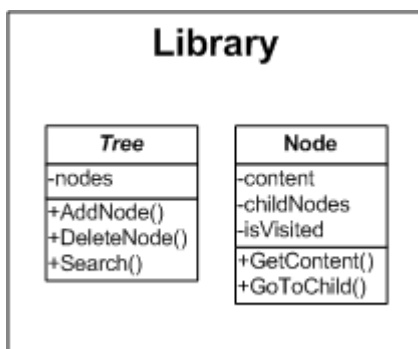 Library
Tree
-nodes
+AddNode()
+DeleteNode()
+Search()
Node
-content
-childNodes
-isVisited
+GetContent()
+GoToChild()